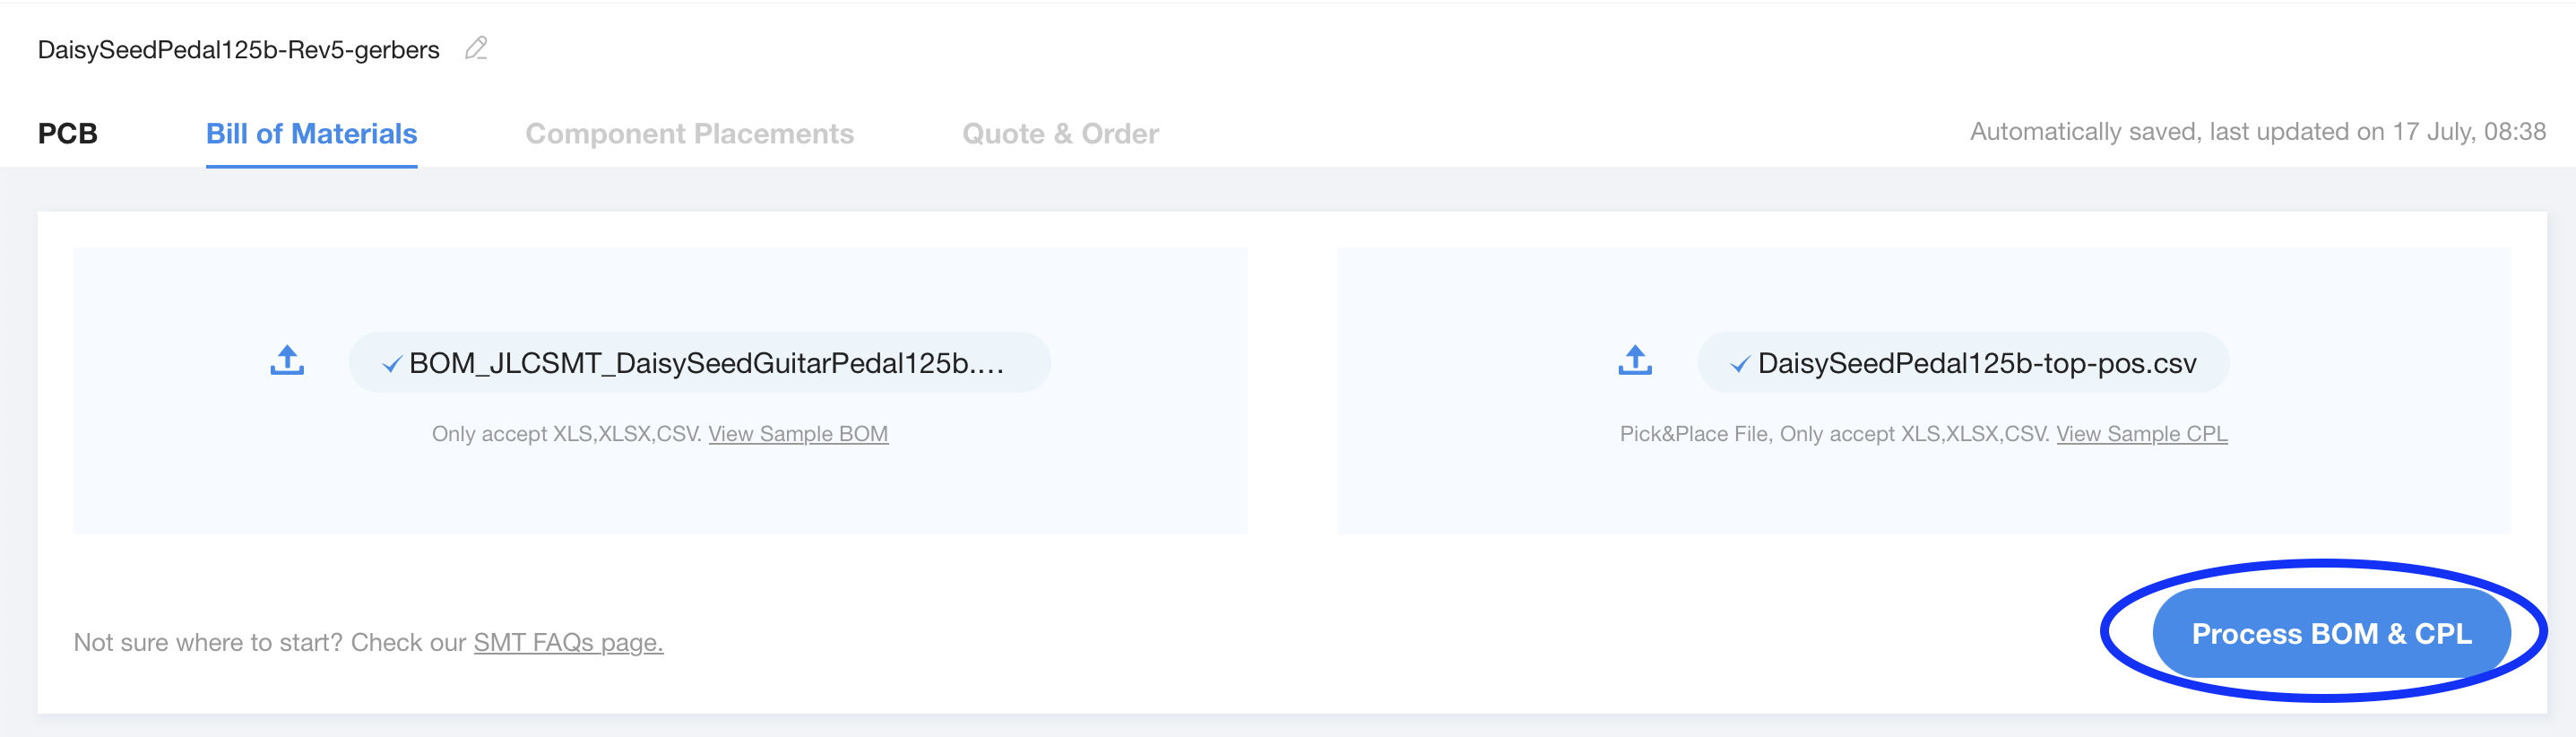 DaisySeedPedal125b-Rev5-gerbers
PCB Bill of Materials Component Placements Quote & Order Automatically saved, last updated on 17 July, 08:38
BOM_JLCSMT_DaisySeedGuitarPedal125b.... DaisySeedPedal125b-top-pos.csv
Only accept XLS,XLSX,CSV. View Sample BOM Pick&Place File, Only accept XLS,XLSX,CSV. View Sample CPL
Not sure where to start? Check our SMT FAQs page. Process BOM & CPL